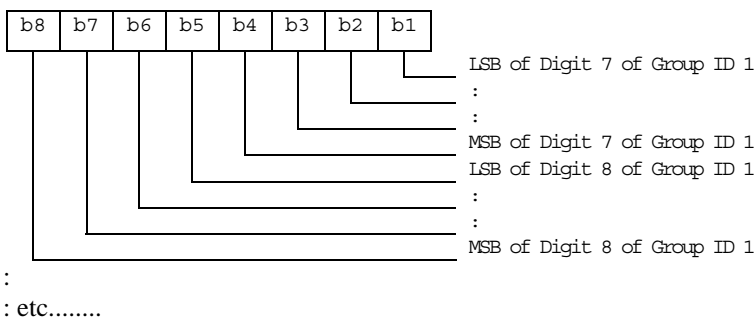 b8 b7 b6 b5 b4 b3 b2 b1
LSB of Digit 7 of Group ID 1
:
:
MSB of Digit 7 of Group ID 1
LSB of Digit 8 of Group ID 1
:
:
MSB of Digit 8 of Group ID 1
:
: etc........